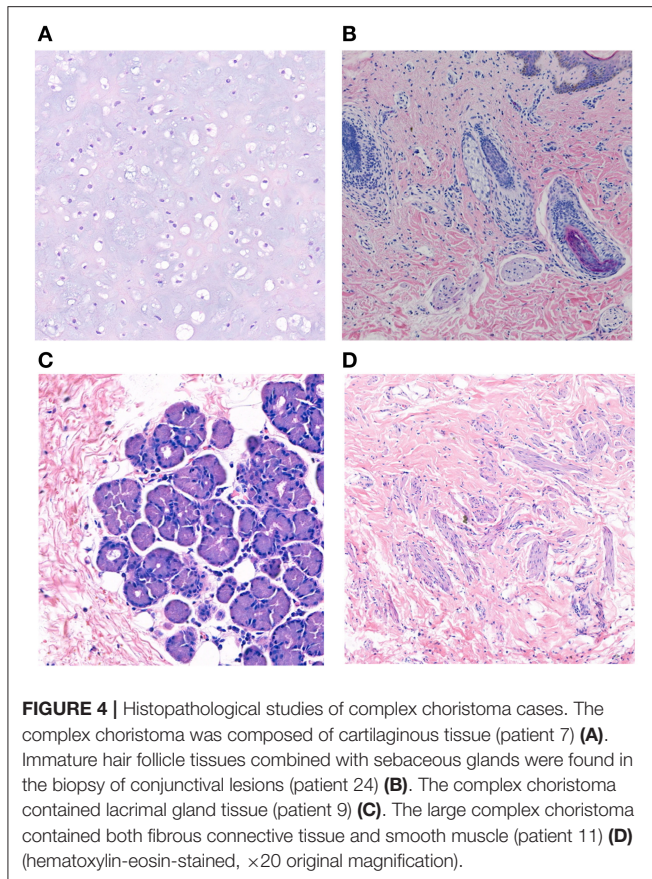 A
B
C
D
FIGURE 4 | Histopathological studies of complex choristoma cases. The
complex choristoma was composed of cartilaginous tissue (patient 7) (A).
Immature hair follicle tissues combined with sebaceous glands were found in
the biopsy of conjunctival lesions (patient 24) (B). The complex choristoma
contained lacrimal gland tissue (patient 9) (C). The large complex choristoma
contained both fibrous connective tissue and smooth muscle (patient 11) (D)
(hematoxylin-eosin-stained, ×20 original magnification).